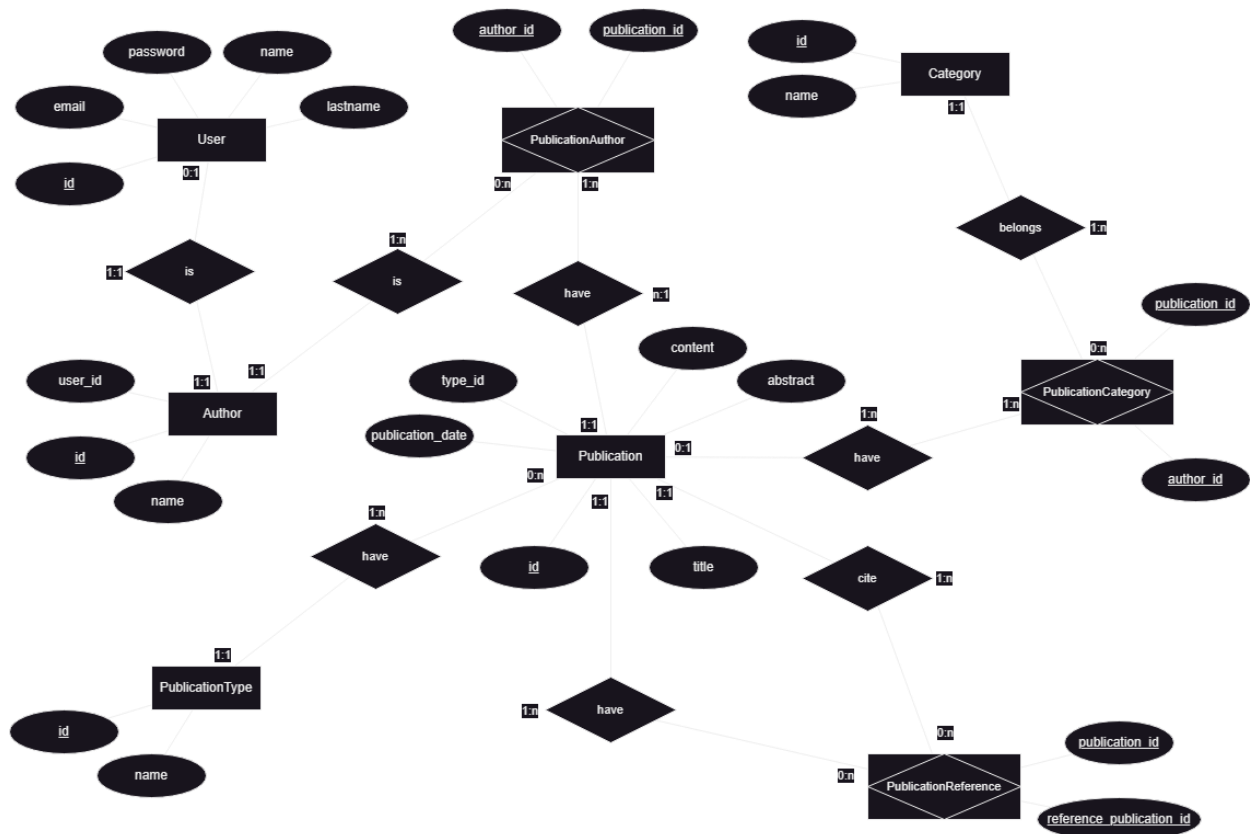 author_id
publication_id
id
Category
name
password
name
email
lastname
User
id
0:1
PublicationAuthor
0:n
1:n
1:1
belongs
1:n
1:1
is
1:n
is
have
n:1
publication_id
0:n
PublicationCategory
1:n
author_id
content
abstract
type_id
publication_date
user_id
1:1
1:1
Author
id
name
1:1
Publication
0:1
0:n
1:1
1:1
1:n
have
1:n
have
id
title
cite
1:n
1:1
PublicationType
id
name
1:n
have
0:n
0:n
PublicationReference
publication_id
reference_publication_id